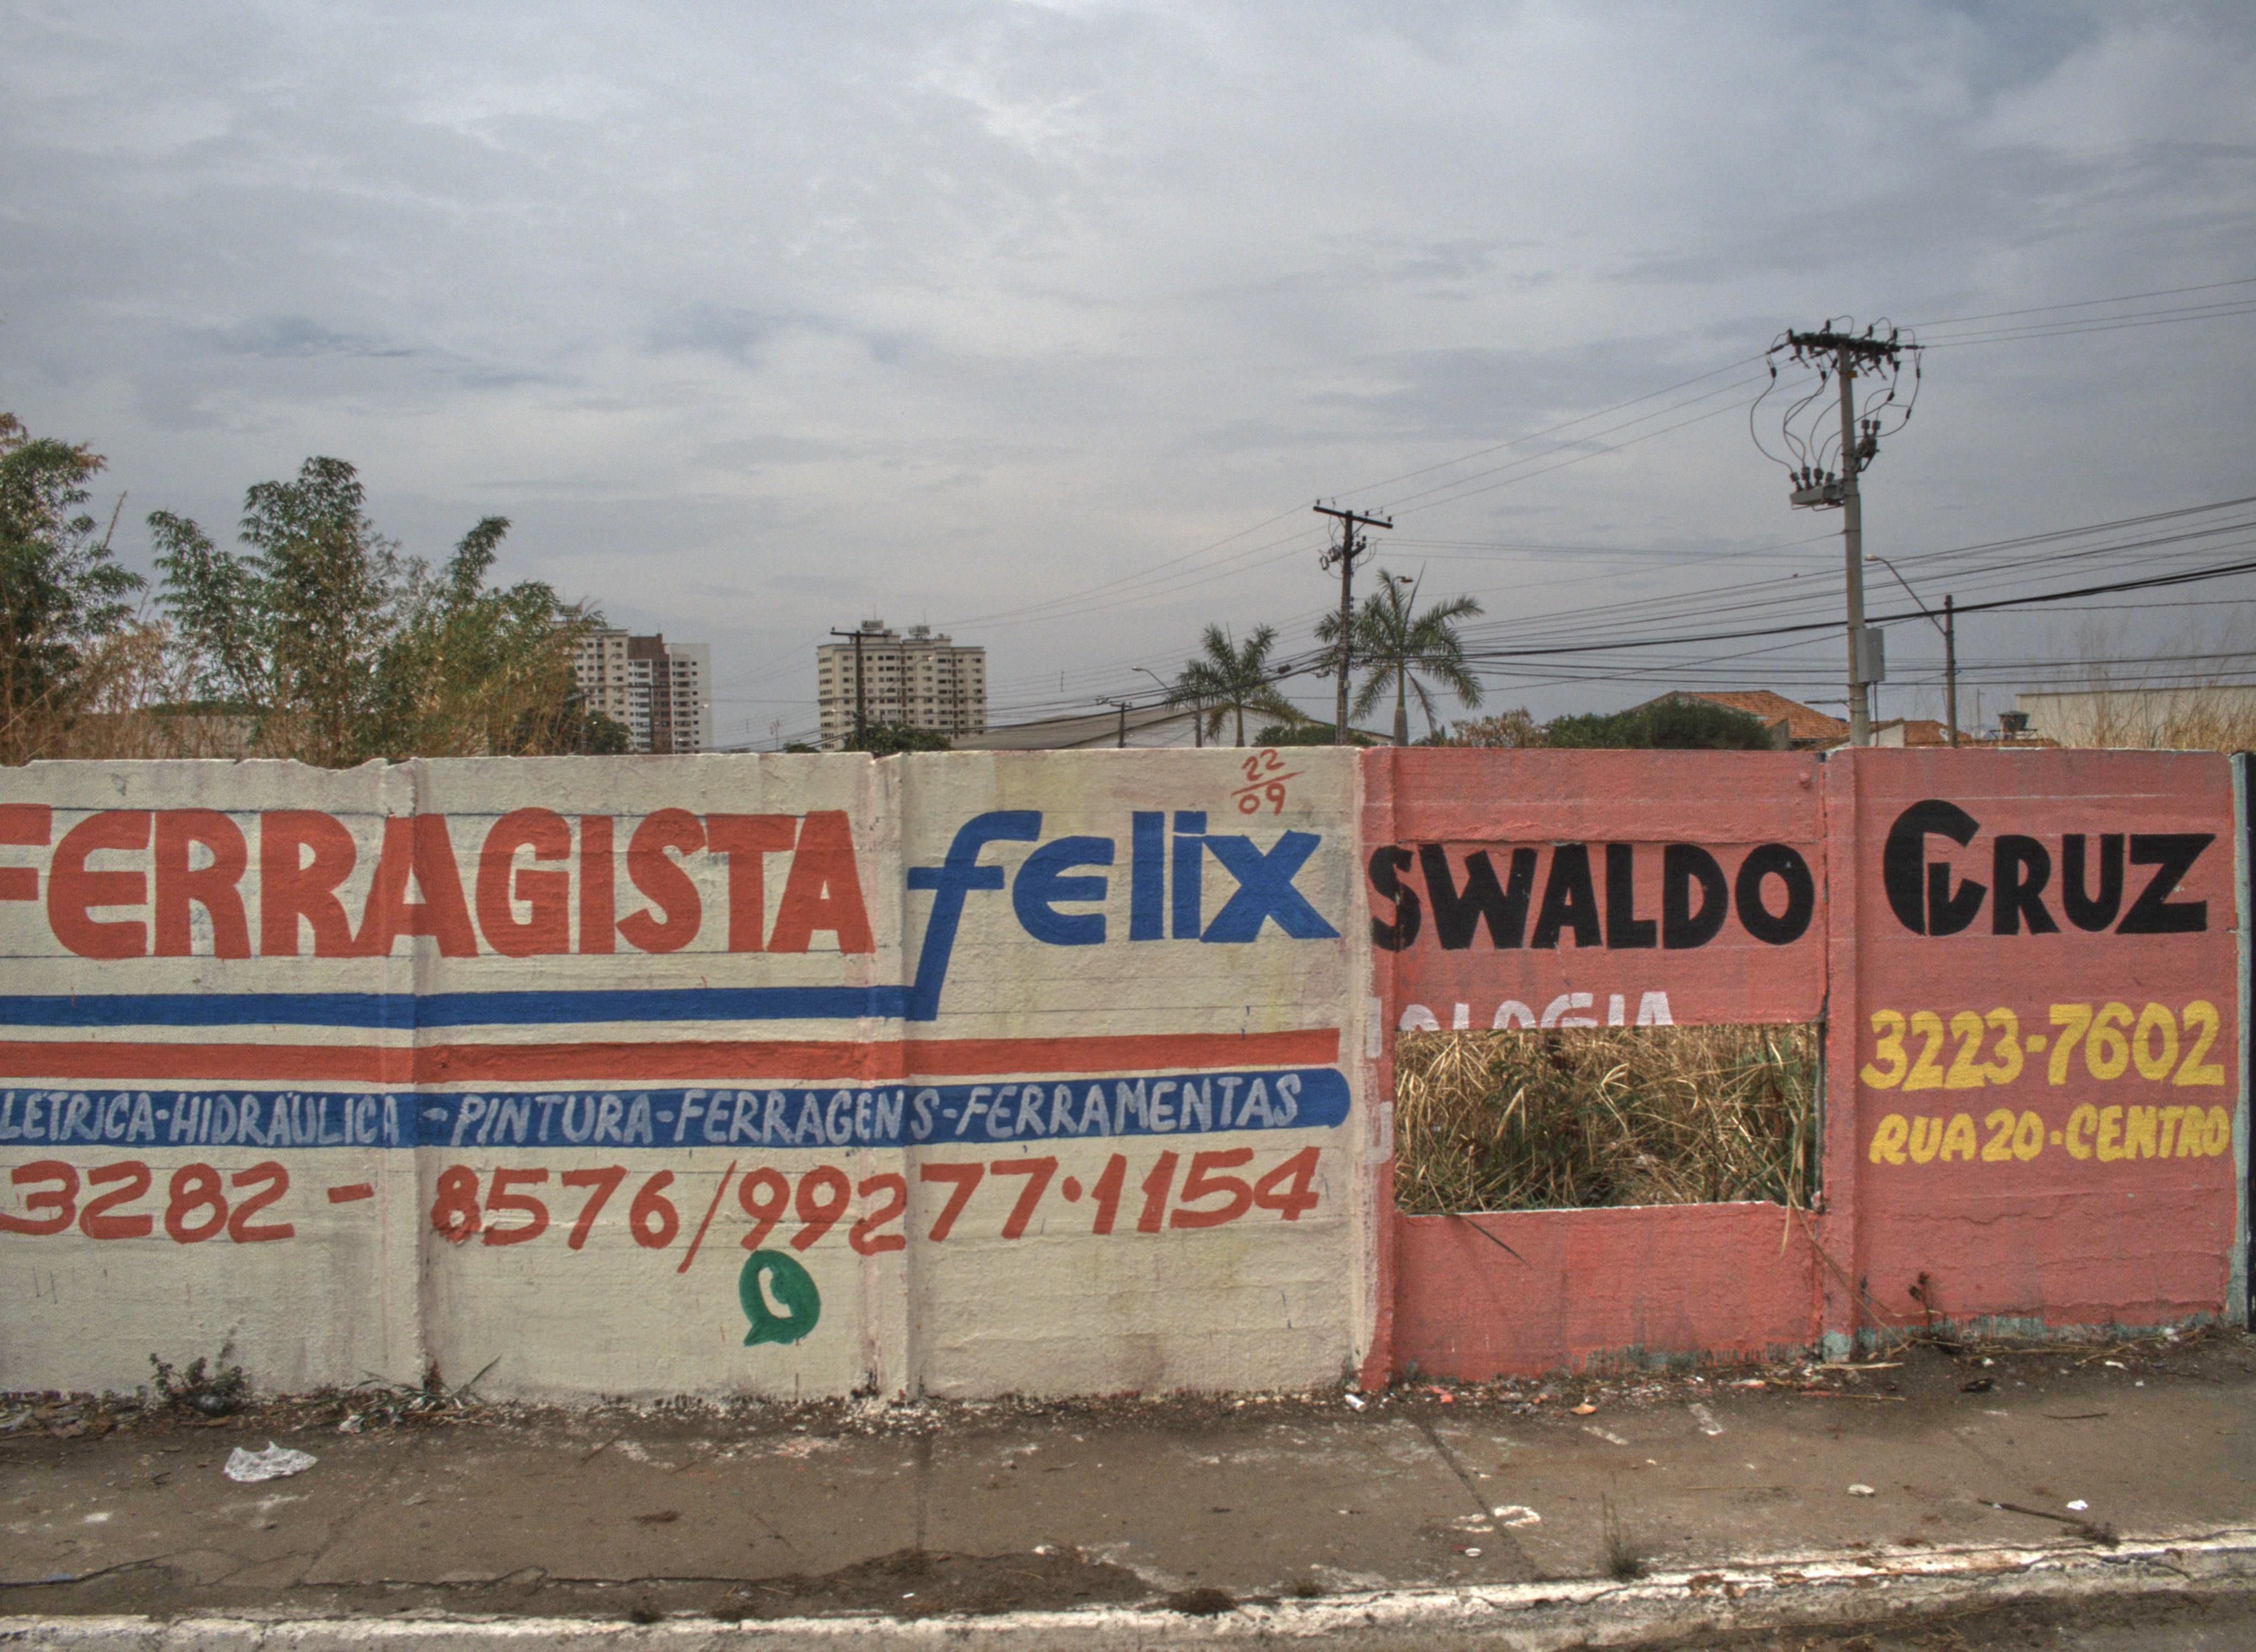 FERRAGISTA felix
22
09
LÉTRICA-HIDRÁULICA-PINTURA-FERRAGENS-FERRAMENTAS
3282-8576/99277·1154
SWALDO CRUZ
3223-7602
RUA 20·CENTRO